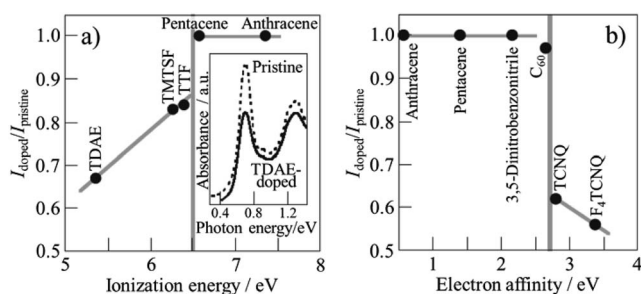 a)
I_doped/I_pristine
1.0
0.9
0.8
0.7
0.6
0.5
5
6
7
8
Ionization energy / eV
TDAE
TMTSF
TTF
Pentacene
Anthracene
Absorbance / a.u.
Pristine
TDAE-
doped
0.4
0.8
1.2
Photon energy/eV
b)
I_doped/I_pristine
1.0
0.9
0.8
0.7
0.6
0.5
1
2
3
4
Electron affinity / eV
Anthracene
Pentacene
3,5-Dinitrobenzonitrile
C₆₀
TCNQ
F₄TCNQ